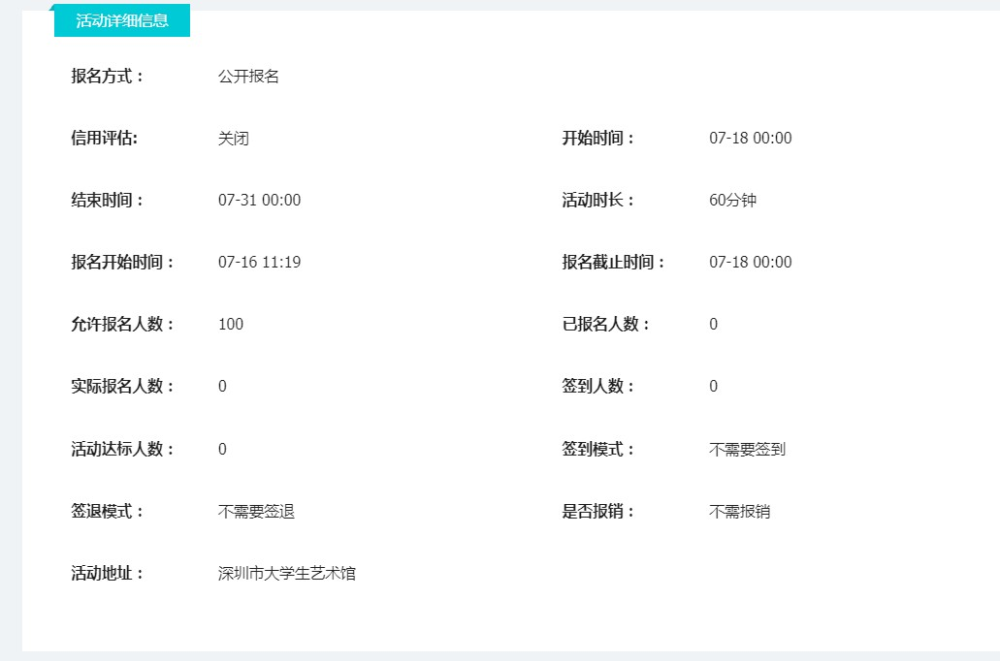 活动详细信息
报名方式： 公开报名
信用评估: 关闭 开始时间： 07-18 00:00
结束时间： 07-31 00:00 活动时长： 60分钟
报名开始时间： 07-16 11:19 报名截止时间： 07-18 00:00
允许报名人数： 100 已报名人数： 0
实际报名人数： 0 签到人数： 0
活动达标人数： 0 签到模式： 不需要签到
签退模式： 不需要签退 是否报销： 不需报销
活动地址： 深圳市大学生艺术馆